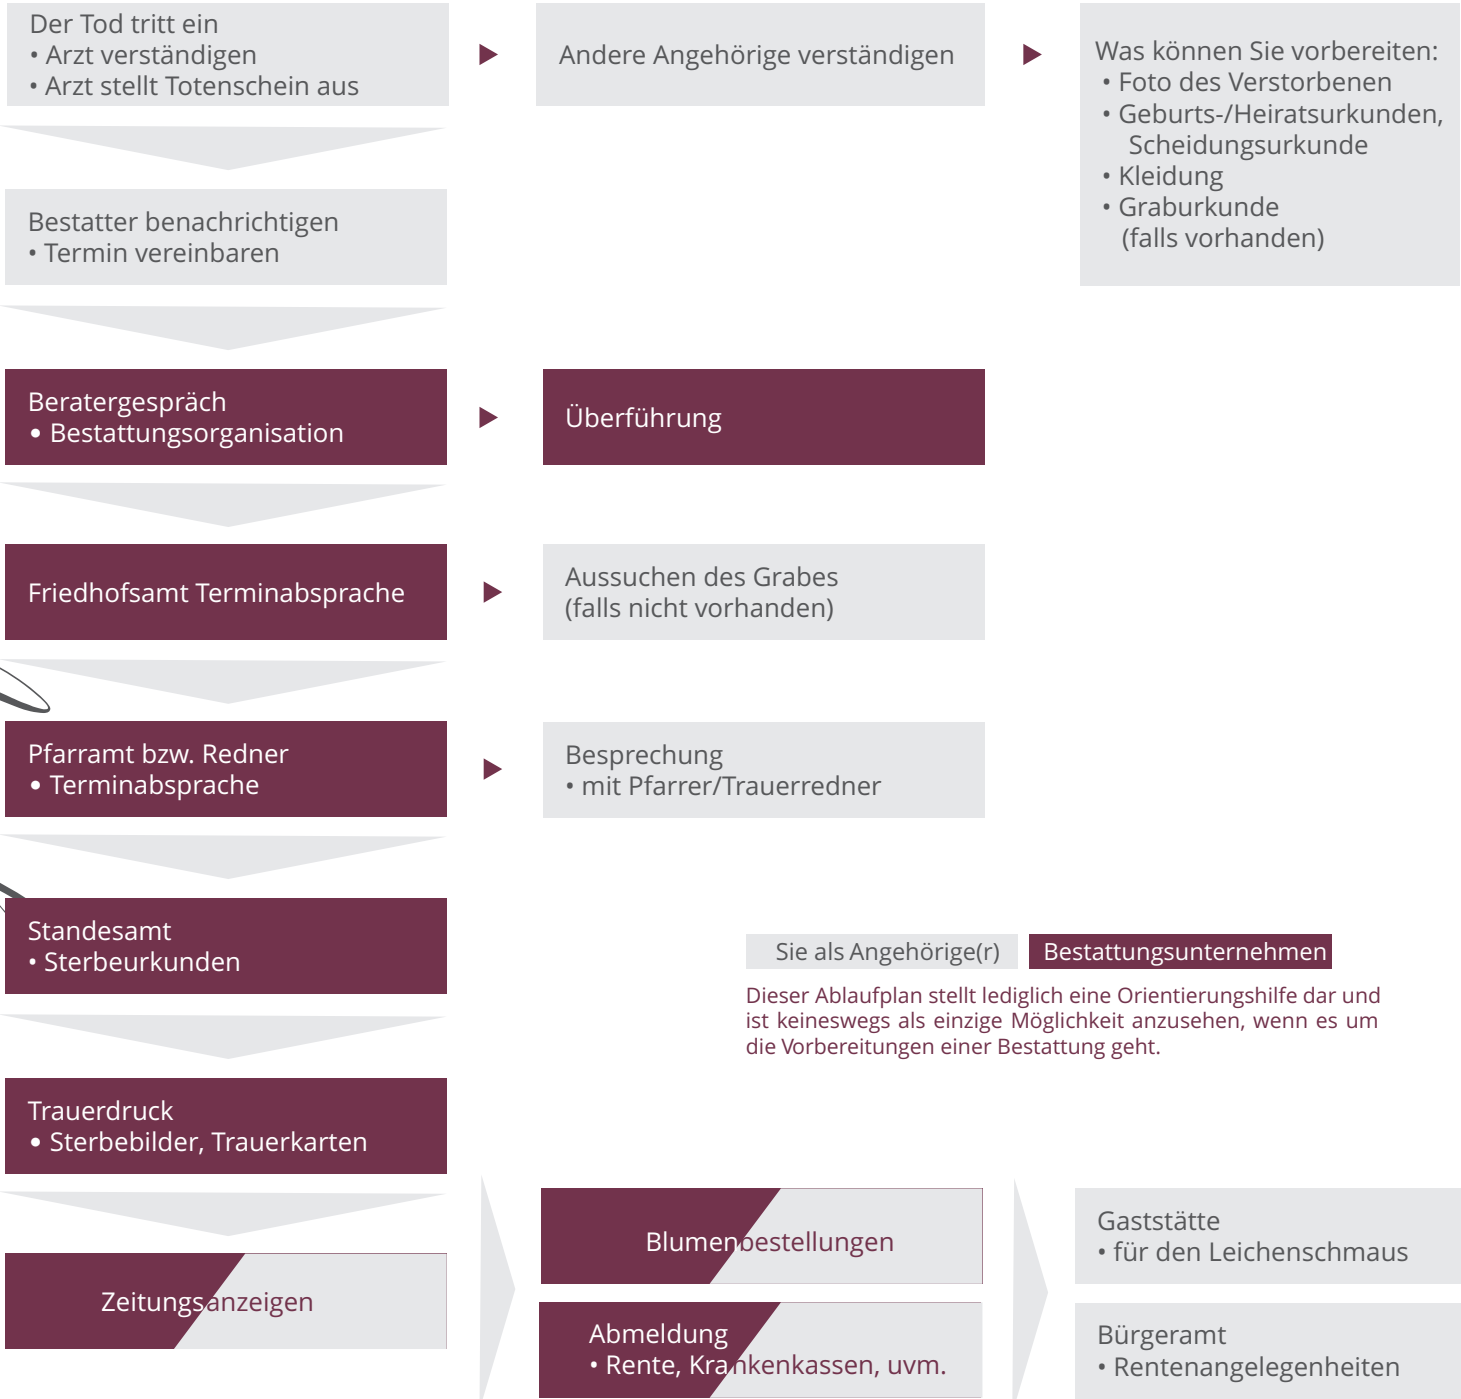 Der Tod tritt ein
• Arzt verständigen
• Arzt stellt Totenschein aus
Andere Angehörige verständigen
Was können Sie vorbereiten:
• Foto des Verstorbenen
• Geburts-/Heiratsurkunden,
Scheidungsurkunde
• Kleidung
• Graburkunde
(falls vorhanden)
Bestatter benachrichtigen
• Termin vereinbaren
Beratergespräch
• Bestattungsorganisation
Überführung
Friedhofsamt Terminabsprache
Aussuchen des Grabes
(falls nicht vorhanden)
Pfarramt bzw. Redner
• Terminabsprache
Besprechung
• mit Pfarrer/Trauerredner
Standesamt
• Sterbeurkunden
Sie als Angehörige(r)
Bestattungsunternehmen
Dieser Ablaufplan stellt lediglich eine Orientierungshilfe dar und
ist keineswegs als einzige Möglichkeit anzusehen, wenn es um
die Vorbereitungen einer Bestattung geht.
Trauerdruck
• Sterbebilder, Trauerkarten
Zeitungsanzeigen
Blumenbestellungen
Abmeldung
• Rente, Krankenkassen, uvm.
Gaststätte
• für den Leichenschmaus
Bürgeramt
• Rentenangelegenheiten